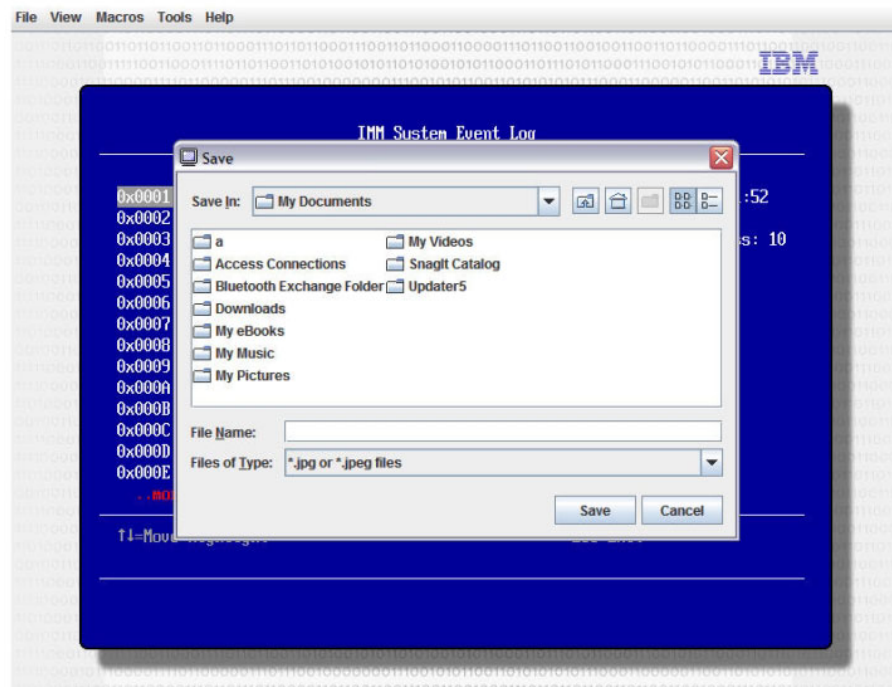 File View Macros Tools Help
IBM
IMM System Event Log
Save
Save In: My Documents
0x0001
:52
0x0002
0x0003
ss: 10
0x0004
0x0005
0x0006
0x0007
0x0008
0x0009
0x000A
0x000B
0x000C
0x000D
0x000E
a
My Videos
Access Connections
SnagIt Catalog
Bluetooth Exchange Folder
Updater5
Downloads
My eBooks
My Music
My Pictures
File Name:
Files of Type: *.jpg or *.jpeg files
Save Cancel
..MO
↑↓=Move